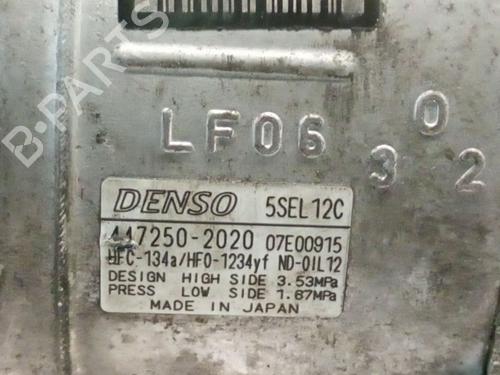 B-PARTS
LF06
0
3 2
DENSO 5SEL12C
447250-2020 07E00915
HFC-134a/HFO-1234yf ND-OIL12
DESIGN HIGH SIDE 3.53MPa
PRESS LOW SIDE 1.67MPa
MADE IN JAPAN